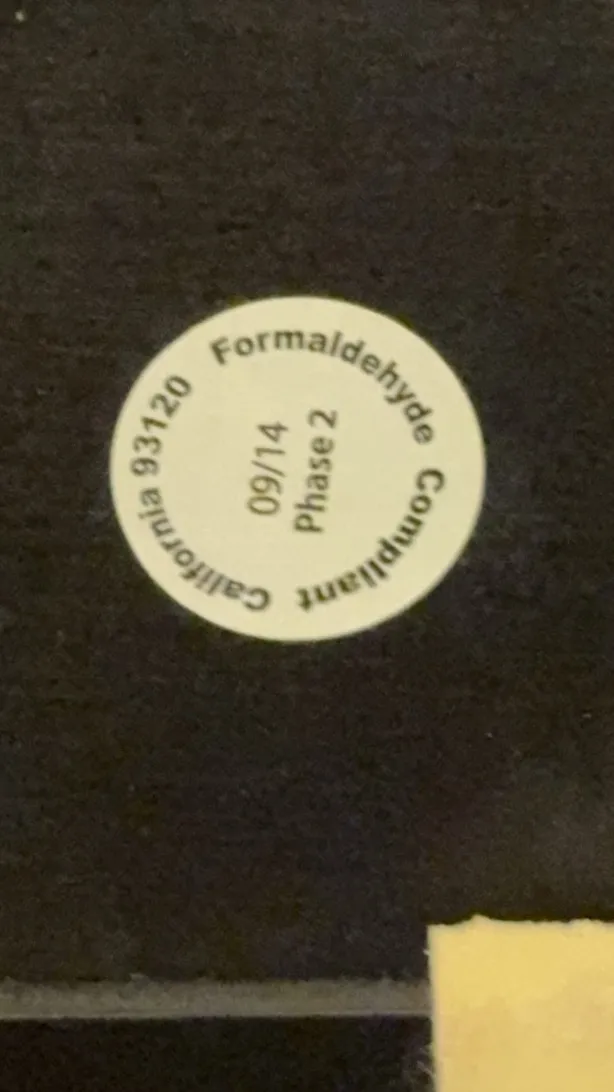 California 93120 Formaldehyde Compliant
09/14
Phase 2